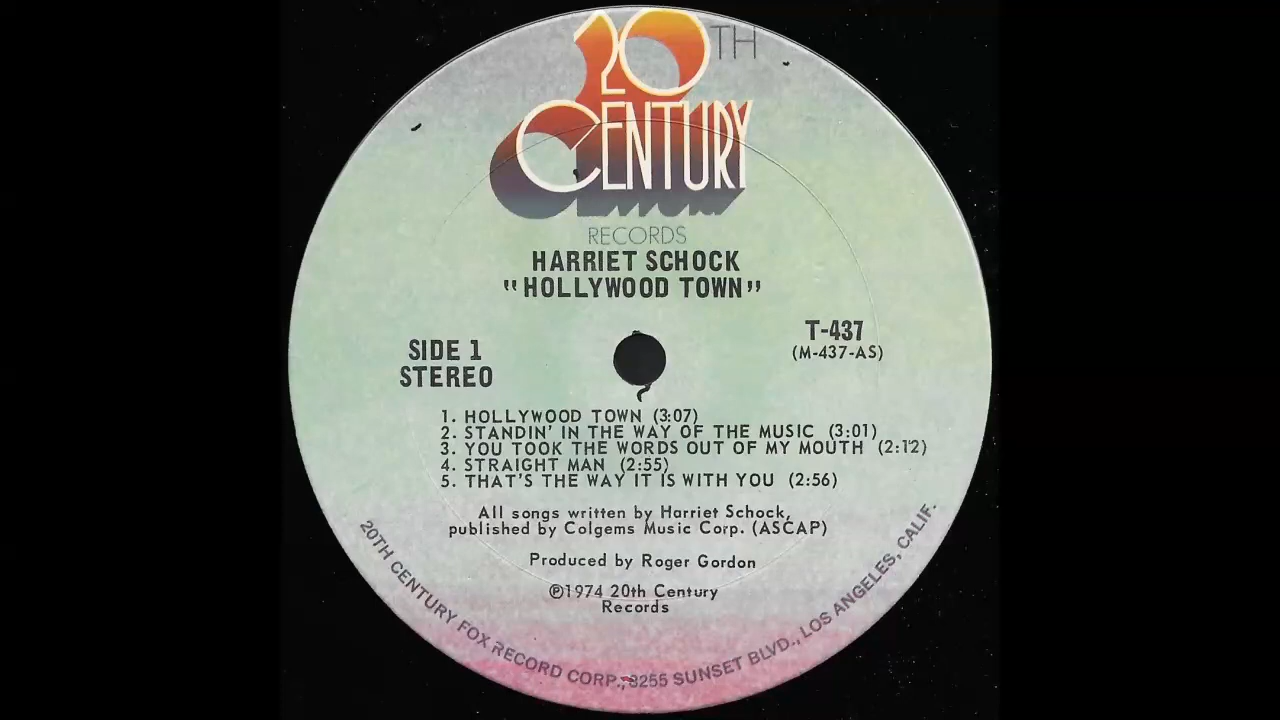 20TH
CENTURY
RECORDS
HARRIET SCHOCK
"HOLLYWOOD TOWN"
SIDE 1
STEREO
T-437
(M-437-AS)
1. HOLLYWOOD TOWN (3:07)
2. STANDIN' IN THE WAY OF THE MUSIC (3:01)
3. YOU TOOK THE WORDS OUT OF MY MOUTH (2:12)
4. STRAIGHT MAN (2:55)
5. THAT'S THE WAY IT IS WITH YOU (2:56)
All songs written by Harriet Schock,
published by Colgems Music Corp. (ASCAP)
Produced by Roger Gordon
℗1974 20th Century
Records
20TH CENTURY FOX RECORD CORP., 8255 SUNSET BLVD., LOS ANGELES, CALIF.